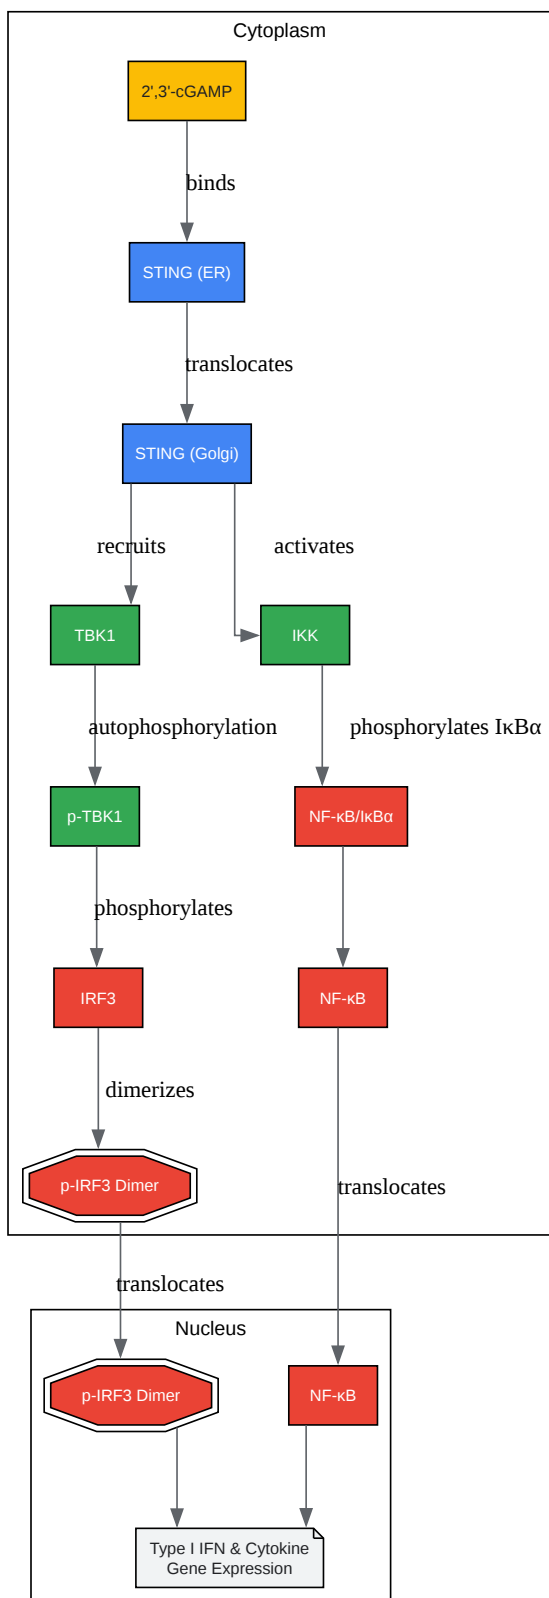 Cytoplasm
2',3'-cGAMP
binds
STING (ER)
translocates
STING (Golgi)
recruits
activates
TBK1
IKK
autophosphorylation
phosphorylates IκBα
p-TBK1
NF-κB/IκBα
phosphorylates
IRF3
NF-κB
dimerizes
p-IRF3 Dimer
translocates
translocates
Nucleus
p-IRF3 Dimer
NF-κB
Type I IFN & Cytokine
Gene Expression